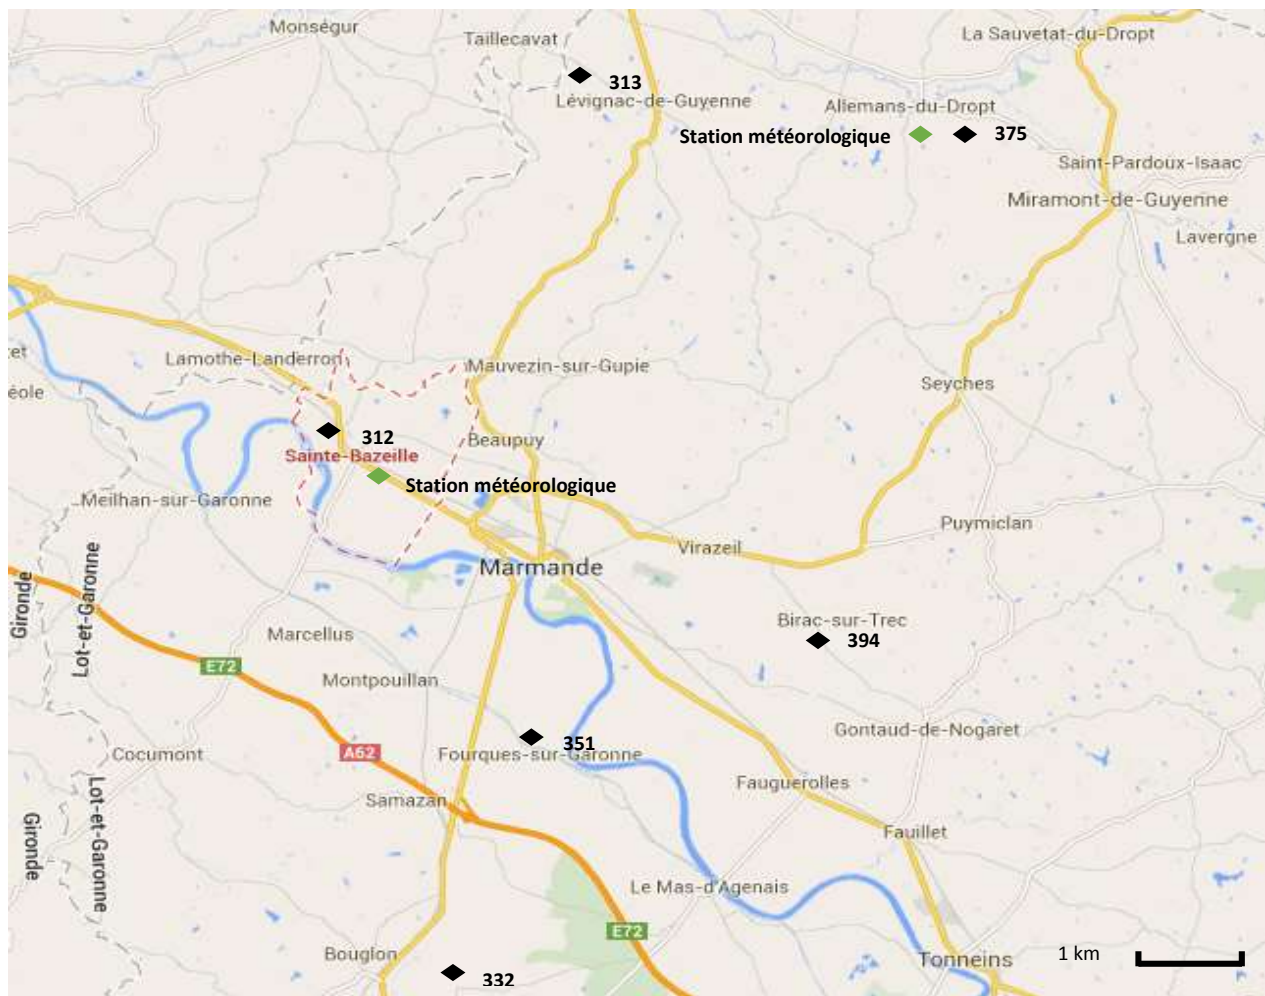 Monségur
Taillecavat
La Sauvetat-du-Dropt
313
Lévignac-de-Guyenne
Allemans-du-Dropt
Station météorologique
375
Saint-Pardoux-Isaac
Miramont-de-Guyenne
Lavergne
et
Lamothe-Landerron
Mauvezin-sur-Gupie
Seyches
éole
312
Beaupuy
Sainte-Bazeille
Station météorologique
Meilhan-sur-Garonne
Puymiclan
Virazeil
Marmande
Gironde
Lot-et-Garonne
Birac-sur-Trec
Marcellus
394
E72
Montpouillan
Gontaud-de-Nogaret
351
A62
Cocumont
Fourques-sur-Garonne
Fauguerolles
Samazan
Gironde
Lot-et-Garonne
Fauillet
Le Mas-d'Agenais
E72
Bouglon
1 km
Tonneins
332